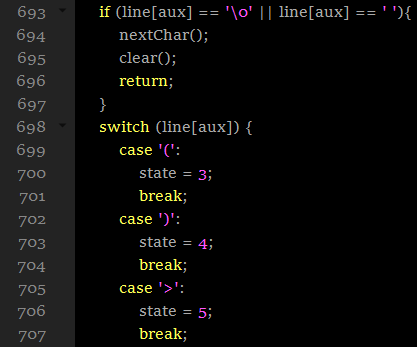 693 if (line[aux] == '\0' || line[aux] == ' '){
694 nextChar();
695 clear();
696 return;
697 }
698 switch (line[aux]) {
699 case '(':
700 state = 3;
701 break;
702 case ')':
703 state = 4;
704 break;
705 case '>':
706 state = 5;
707 break;